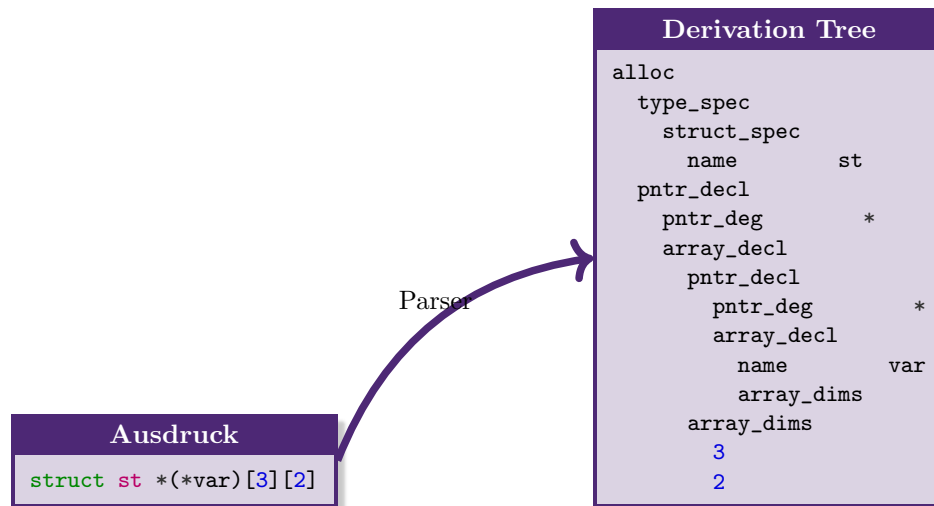 Derivation Tree
alloc
  type_spec
    struct_spec
      name        st
  pntr_decl
    pntr_deg        *
    array_decl
      pntr_decl
        pntr_deg        *
        array_decl
          name        var
          array_dims
      array_dims
        3
        2
Parser
Ausdruck
struct st *(*var)[3][2]